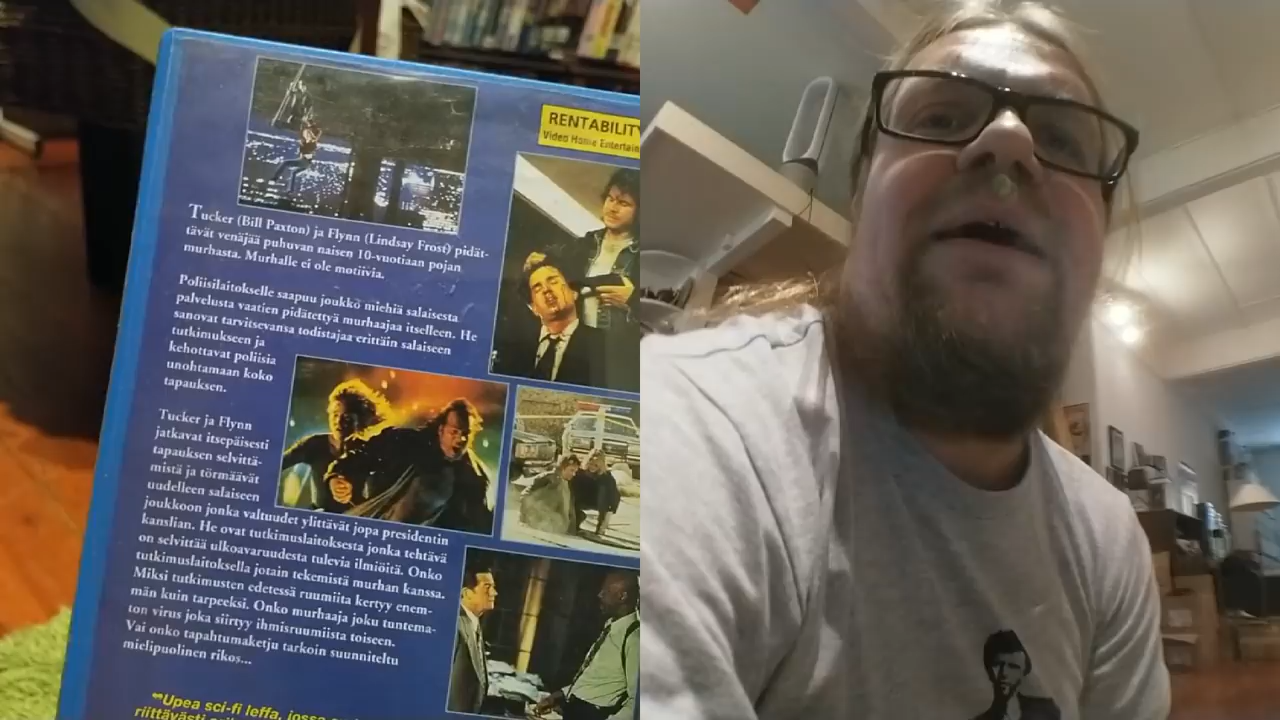 RENTABILITY
Video Home Entertain
Tucker (Bill Paxton) ja Flynn (Lindsay Frost) pidät-
tävät venäjää puhuvan naisen 10-vuotiaan pojan
murhasta. Murhalle ei ole motiivia.
Poliisilaitokselle saapuu joukko miehiä salaisesta
palvelusta vaatien pidätettyä murhaajaa itselleen. He
sanovat tarvitsevansa todistajaa erittäin salaiseen
tutkimukseen ja
kehottavat poliisia
unohtamaan koko
tapauksen.
Tucker ja Flynn
jatkavat itsepäisesti
tapauksen selvittä-
mistä ja törmäävät
uudelleen salaiseen
joukkoon jonka valtuudet ylittävät jopa presidentin
kanslian. He ovat tutkimuslaitoksesta jonka tehtävä
on selvittää ulkoavaruudesta tulevia ilmiöitä. Onko
tutkimuslaitoksella jotain tekemistä murhan kanssa.
Miksi tutkimusten edetessä ruumiita kertyy enem-
män kuin tarpeeksi. Onko murhaaja joku tuntema-
ton virus joka siirtyy ihmisruumiista toiseen.
Vai onko tapahtumaketju tarkoin suunniteltu
mielipuolinen rikos...
"Upea sci-fi leffa, jossa
riittävästi